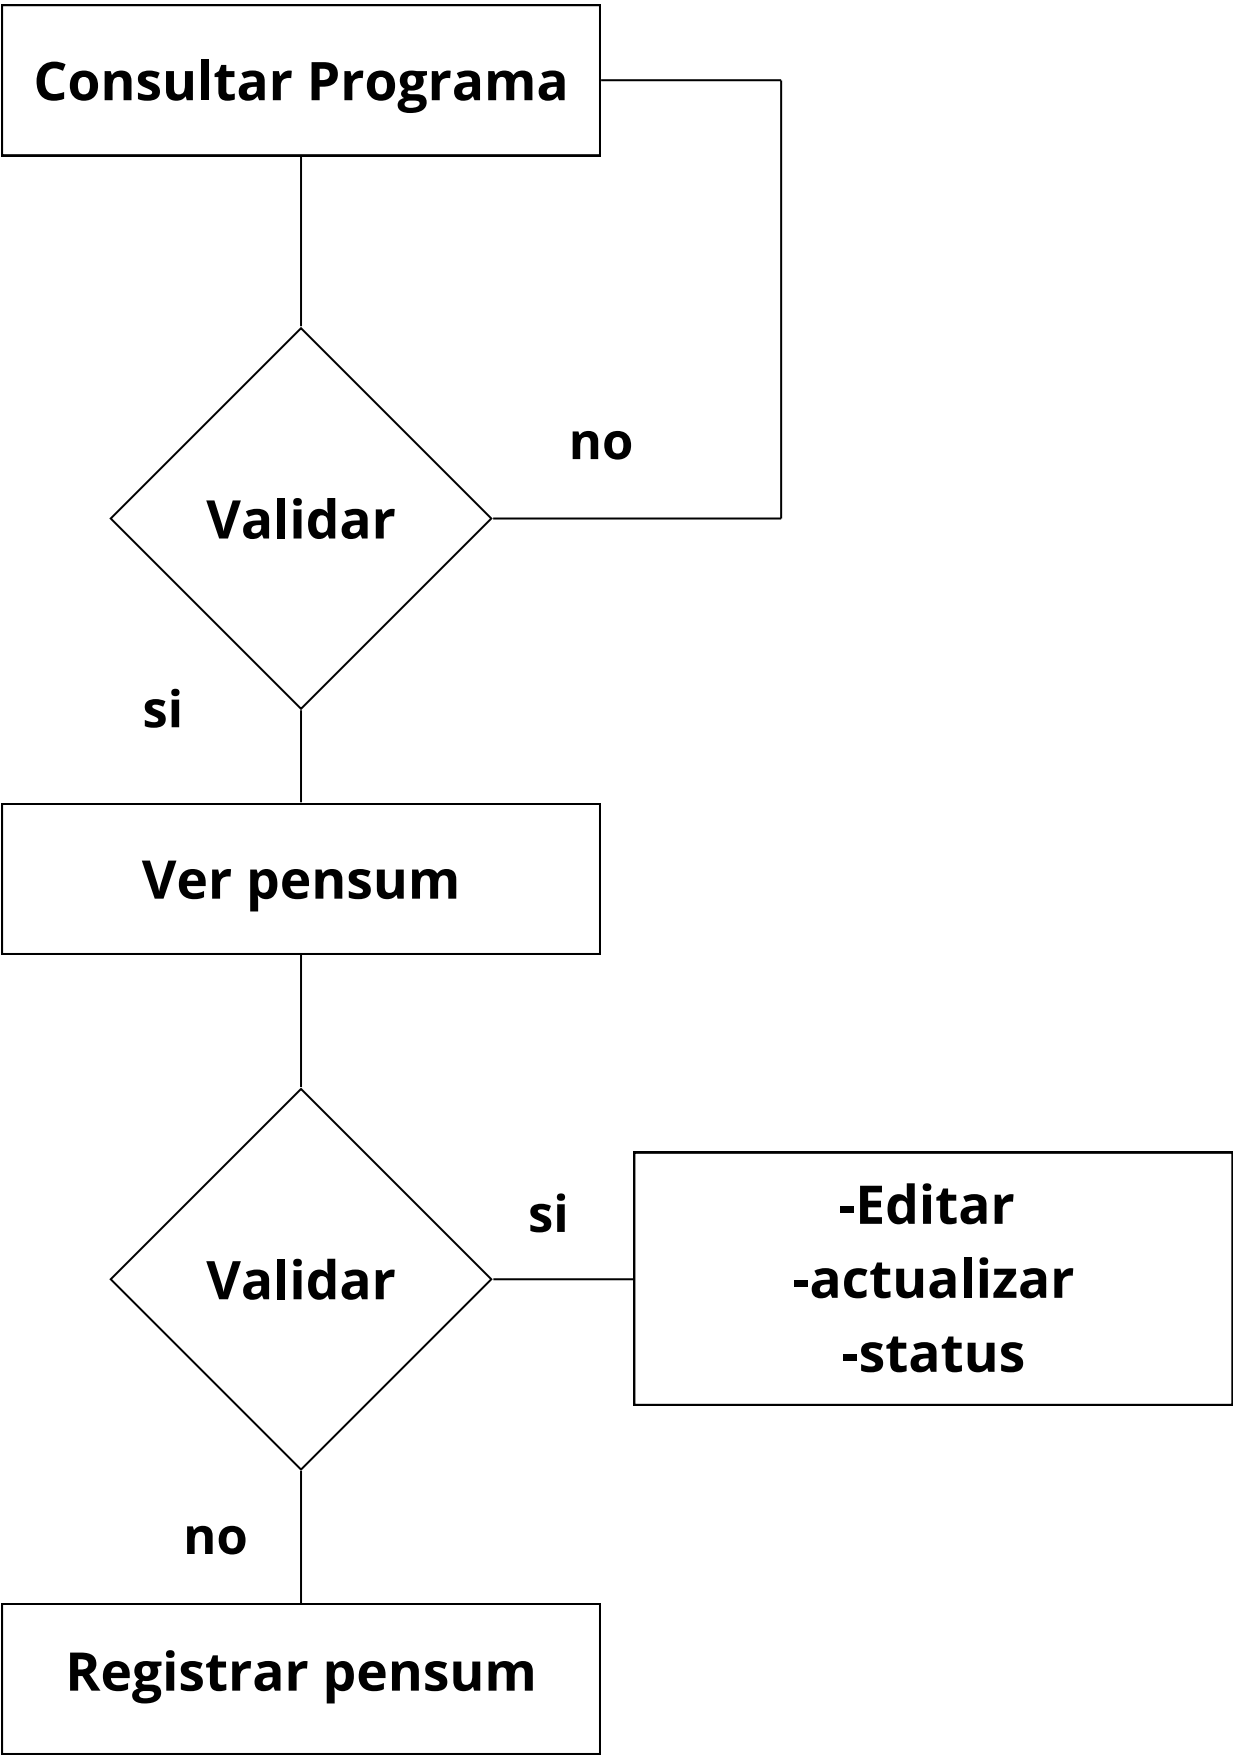 Consultar Programa
no
Validar
si
Ver pensum
si
Validar
-Editar
-actualizar
-status
no
Registrar pensum